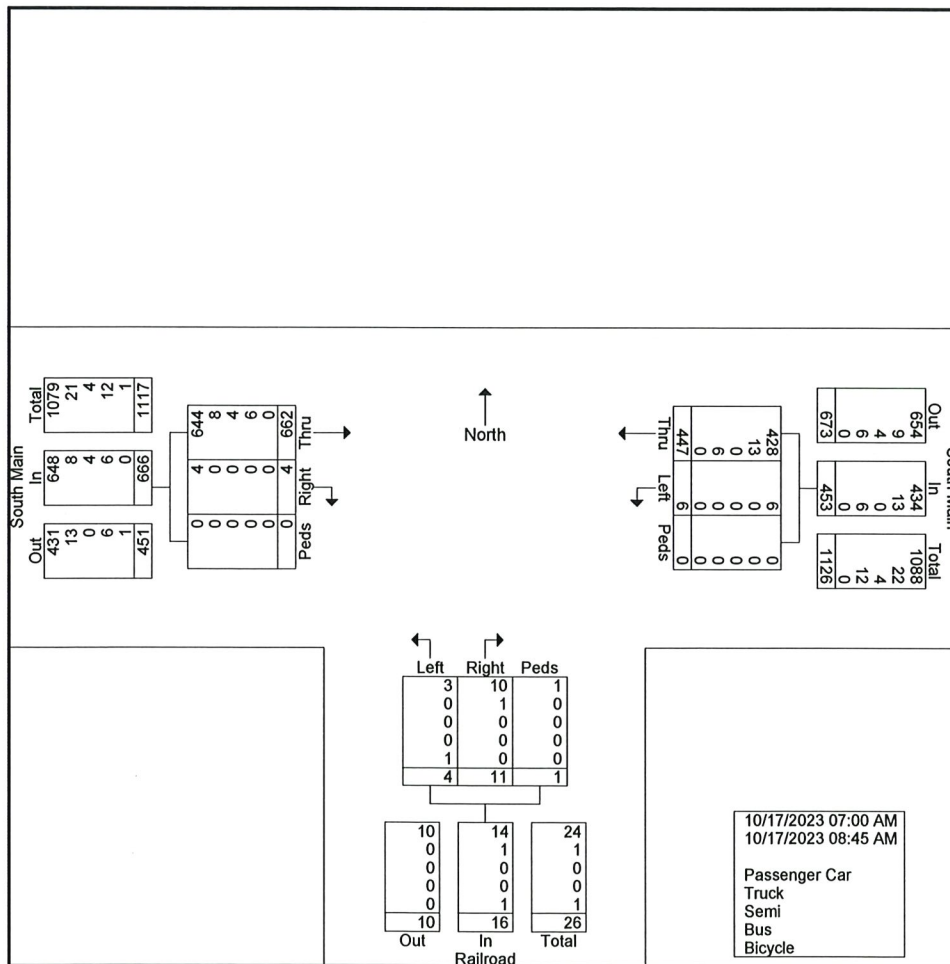 South Main
Total In Out
1079 648 431
21 8 13
4 4 0
12 6 6
1 0 1
1117 666 451
644 4 0
8 0 0
4 0 0
6 0 0
0 0 0
662 4 0
Thru Right Peds
North
Thru Left Peds
447 6 0
0 0 0
6 0 0
0 0 0
13 0 0
428 6 0
Out In Total
654 434 1088
9 13 22
4 0 4
6 6 12
0 0 0
673 453 1126
South Main
Left Right Peds
3 10 1
0 1 0
0 0 0
0 0 0
1 0 0
4 11 1
10 14 24
0 1 1
0 0 0
0 0 0
0 1 1
10 16 26
Out In Total
Railroad
10/17/2023 07:00 AM
10/17/2023 08:45 AM
Passenger Car
Truck
Semi
Bus
Bicycle